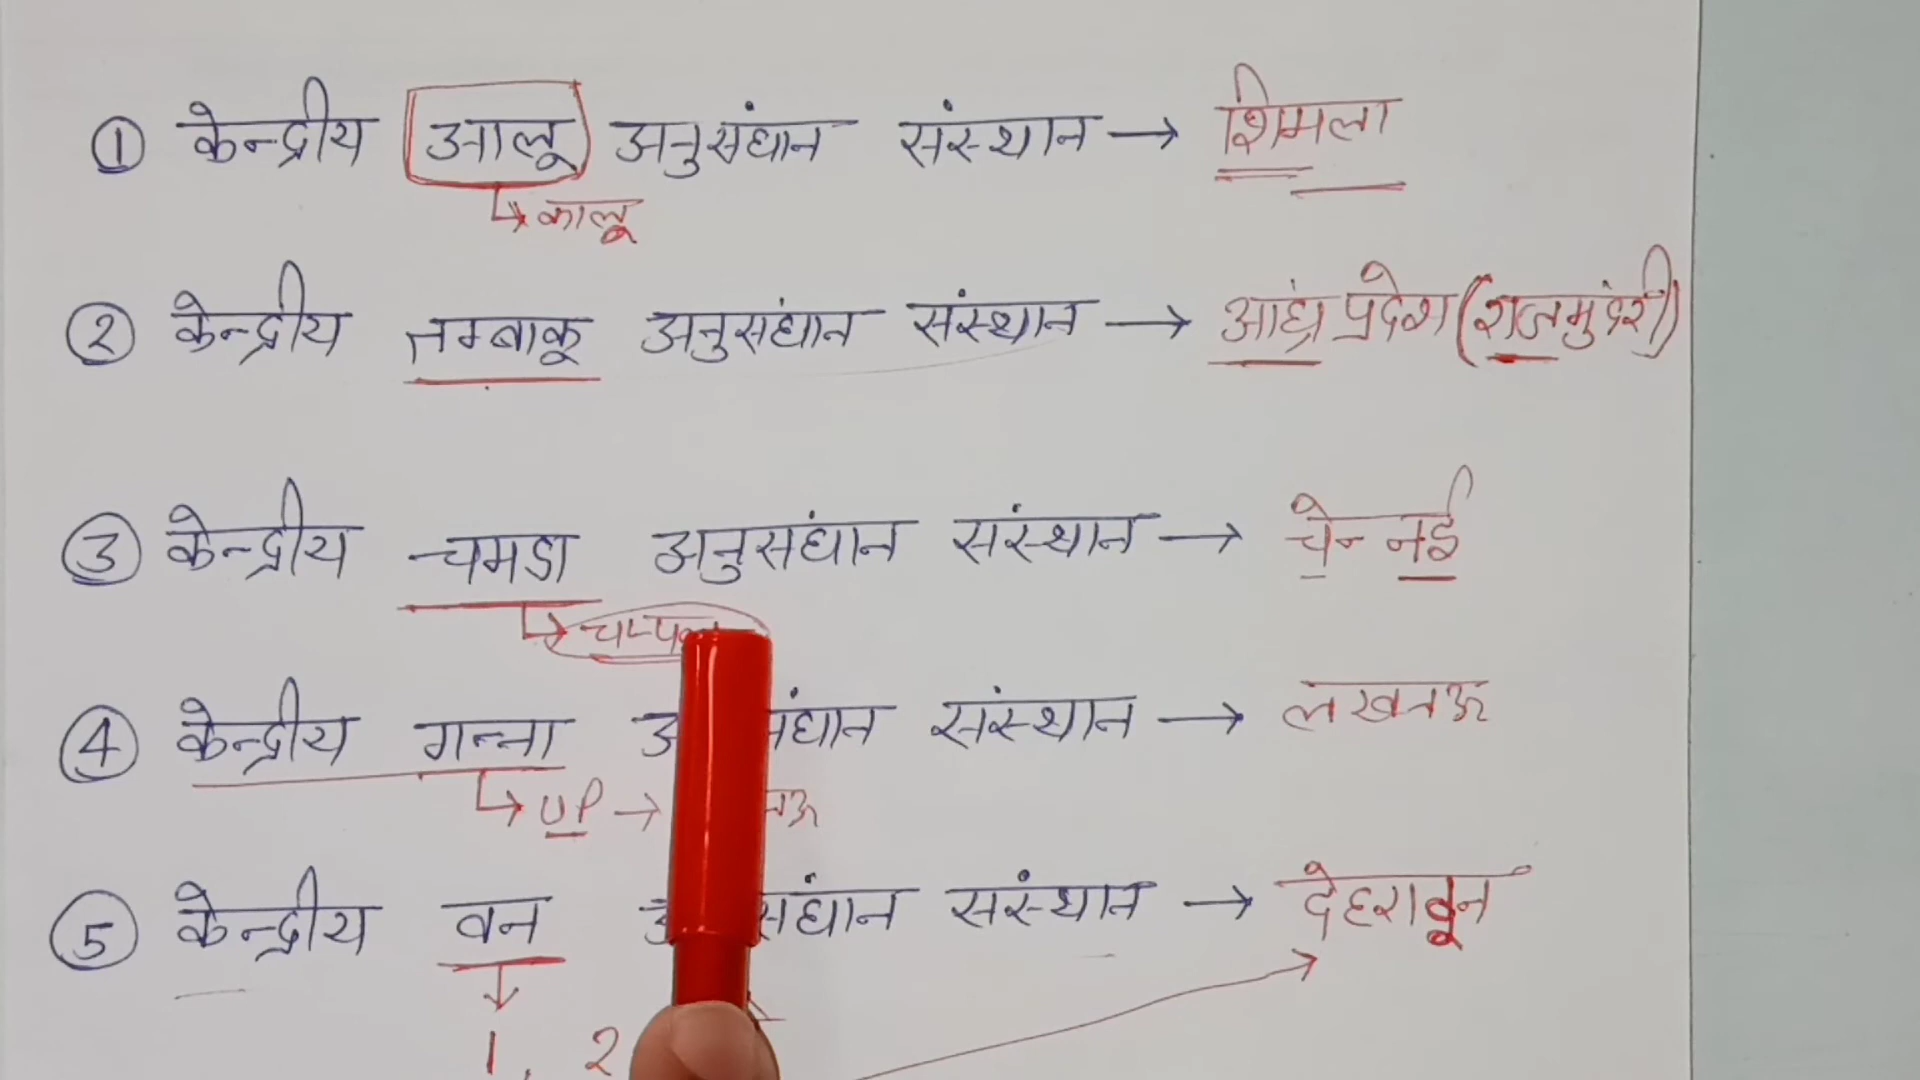 ① केन्द्रीय आलू अनुसंधान संस्थान → शिमला
↳ कालू
② केन्द्रीय तम्बाकू अनुसंधान संस्थान → आंध्र प्रदेश (राजमुंदरी)
③ केन्द्रीय चमडा अनुसंधान संस्थान → चेन्नई
④ केन्द्रीय गन्ना संस्थान → लखनऊ
↳ UP →
⑤ केन्द्रीय वन संस्थान → देहरादून
1, 2